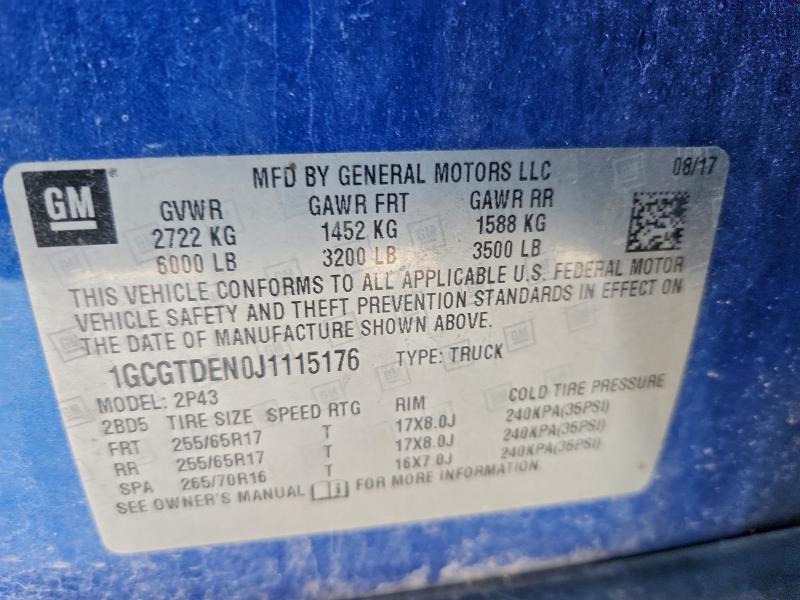 GM
MFD BY GENERAL MOTORS LLC 08/17
GVWR GAWR FRT GAWR RR
2722 KG 1452 KG 1588 KG
6000 LB 3200 LB 3500 LB
THIS VEHICLE CONFORMS TO ALL APPLICABLE U.S. FEDERAL MOTOR
VEHICLE SAFETY AND THEFT PREVENTION STANDARDS IN EFFECT ON
THE DATE OF MANUFACTURE SHOWN ABOVE.
1GCGTDEN0J1115176 TYPE: TRUCK
MODEL: 2P43
2BD5 TIRE SIZE SPEED RTG RIM COLD TIRE PRESSURE
FRT 255/65R17 T 17X8.0J 240KPA(35PSI)
RR 255/65R17 T 17X8.0J 240KPA(35PSI)
SPA 265/70R16 T 16X7.0J 240KPA(35PSI)
SEE OWNER'S MANUAL FOR MORE INFORMATION.